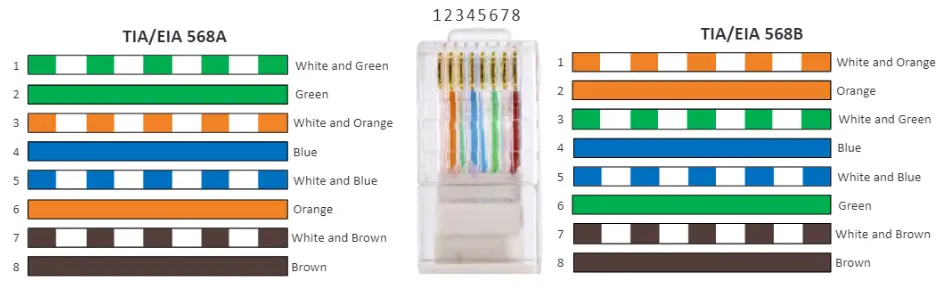 12345678
TIA/EIA 568A
1 White and Green
2 Green
3 White and Orange
4 Blue
5 White and Blue
6 Orange
7 White and Brown
8 Brown
TIA/EIA 568B
1 White and Orange
2 Orange
3 White and Green
4 Blue
5 White and Blue
6 Green
7 White and Brown
8 Brown